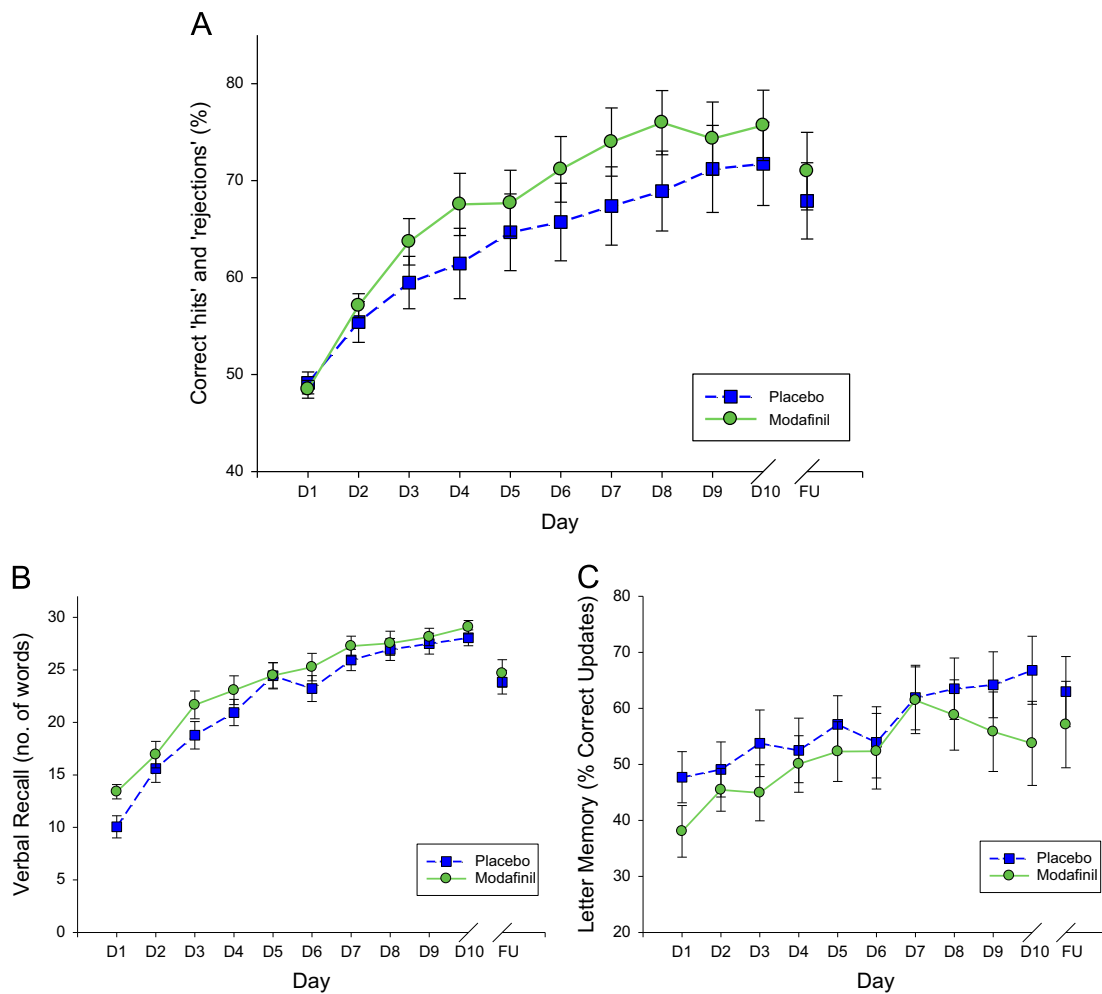 A
Correct 'hits' and 'rejections' (%)
80
70
60
50
40
Placebo
Modafinil
D1 D2 D3 D4 D5 D6 D7 D8 D9 D10 FU
Day
B
Verbal Recall (no. of words)
30
25
20
15
10
5
0
Placebo
Modafinil
D1 D2 D3 D4 D5 D6 D7 D8 D9 D10 FU
Day
C
Letter Memory (% Correct Updates)
80
70
60
50
40
30
20
Placebo
Modafinil
D1 D2 D3 D4 D5 D6 D7 D8 D9 D10 FU
Day